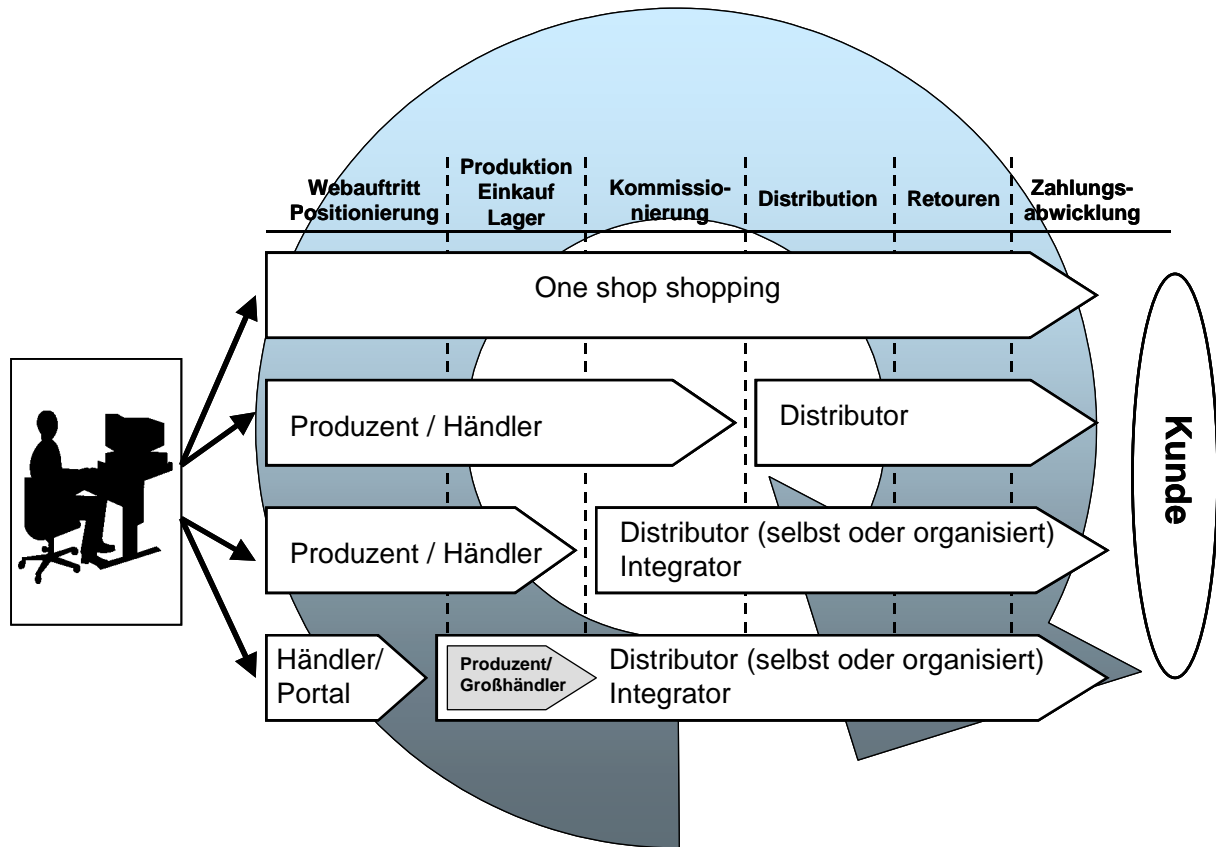 Webauftritt
Positionierung
Produktion
Einkauf
Lager
Kommissio-
nierung
Distribution
Retouren
Zahlungs-
abwicklung
One shop shopping
Produzent / Händler
Distributor
Produzent / Händler
Distributor (selbst oder organisiert)
Integrator
Händler/
Portal
Produzent/
Großhändler
Distributor (selbst oder organisiert)
Integrator
Kunde